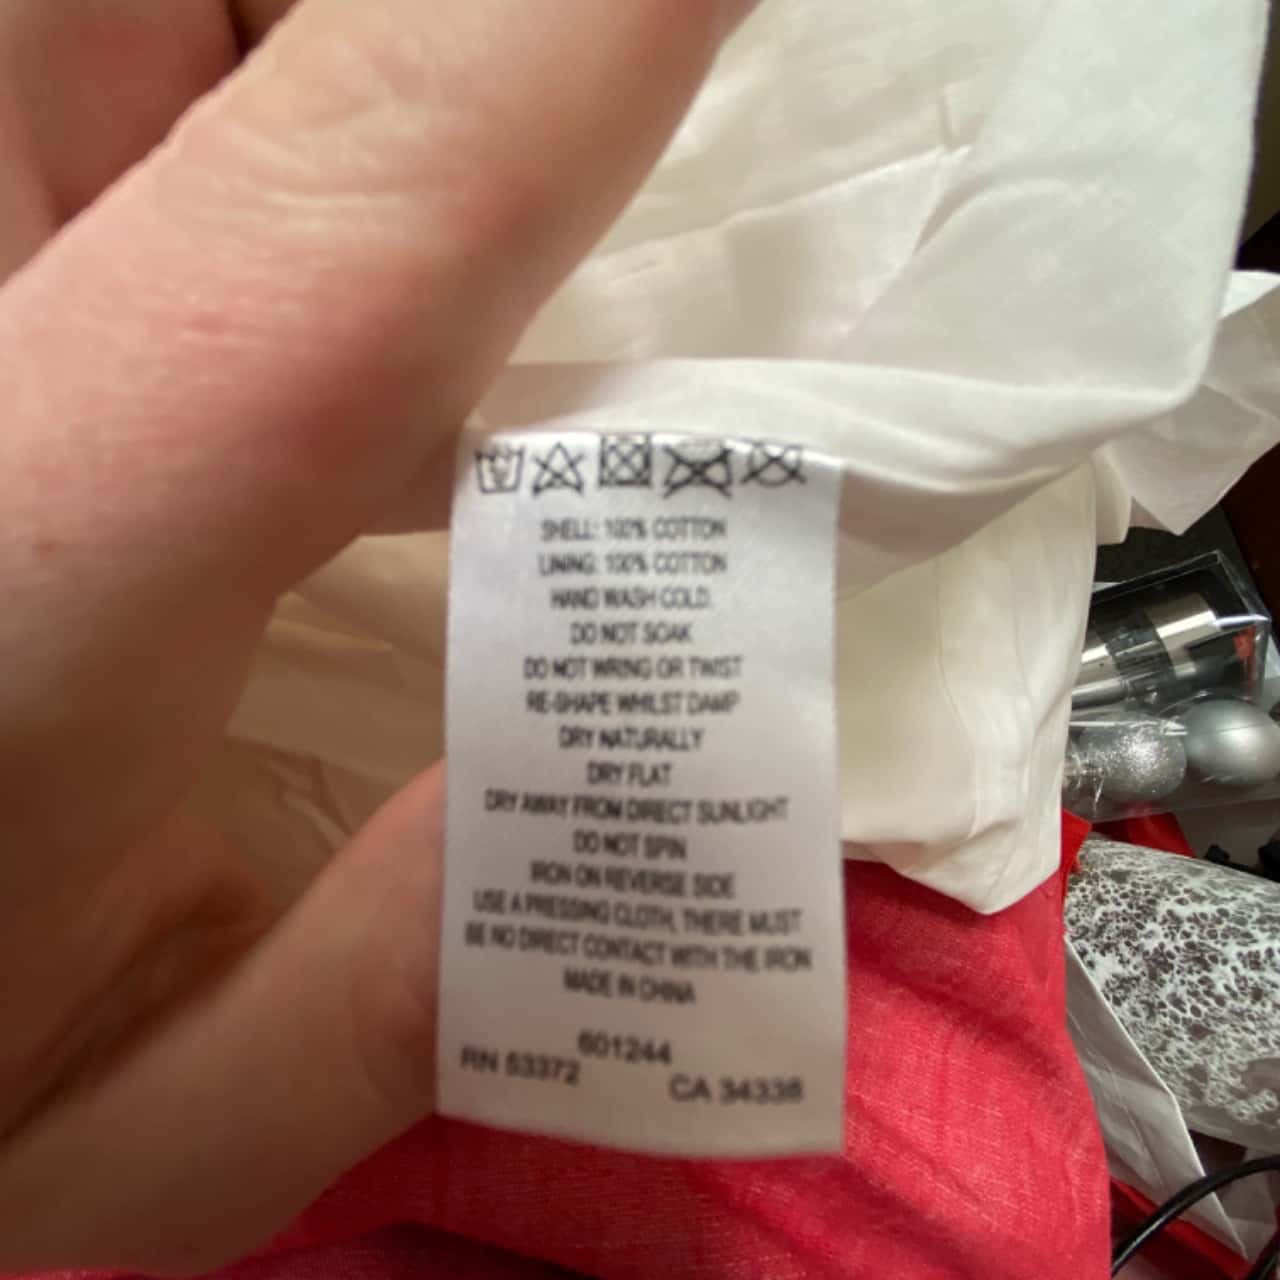 SHELL: 100% COTTON
LINING: 100% COTTON
HAND WASH COLD.
DO NOT SOAK
DO NOT WRING OR TWIST
RE-SHAPE WHILST DAMP
DRY NATURALLY
DRY FLAT
DRY AWAY FROM DIRECT SUNLIGHT
DO NOT SPIN
IRON ON REVERSE SIDE
USE A PRESSING CLOTH, THERE MUST
BE NO DIRECT CONTACT WITH THE IRON
MADE IN CHINA
601244
RN 53372 CA 34338